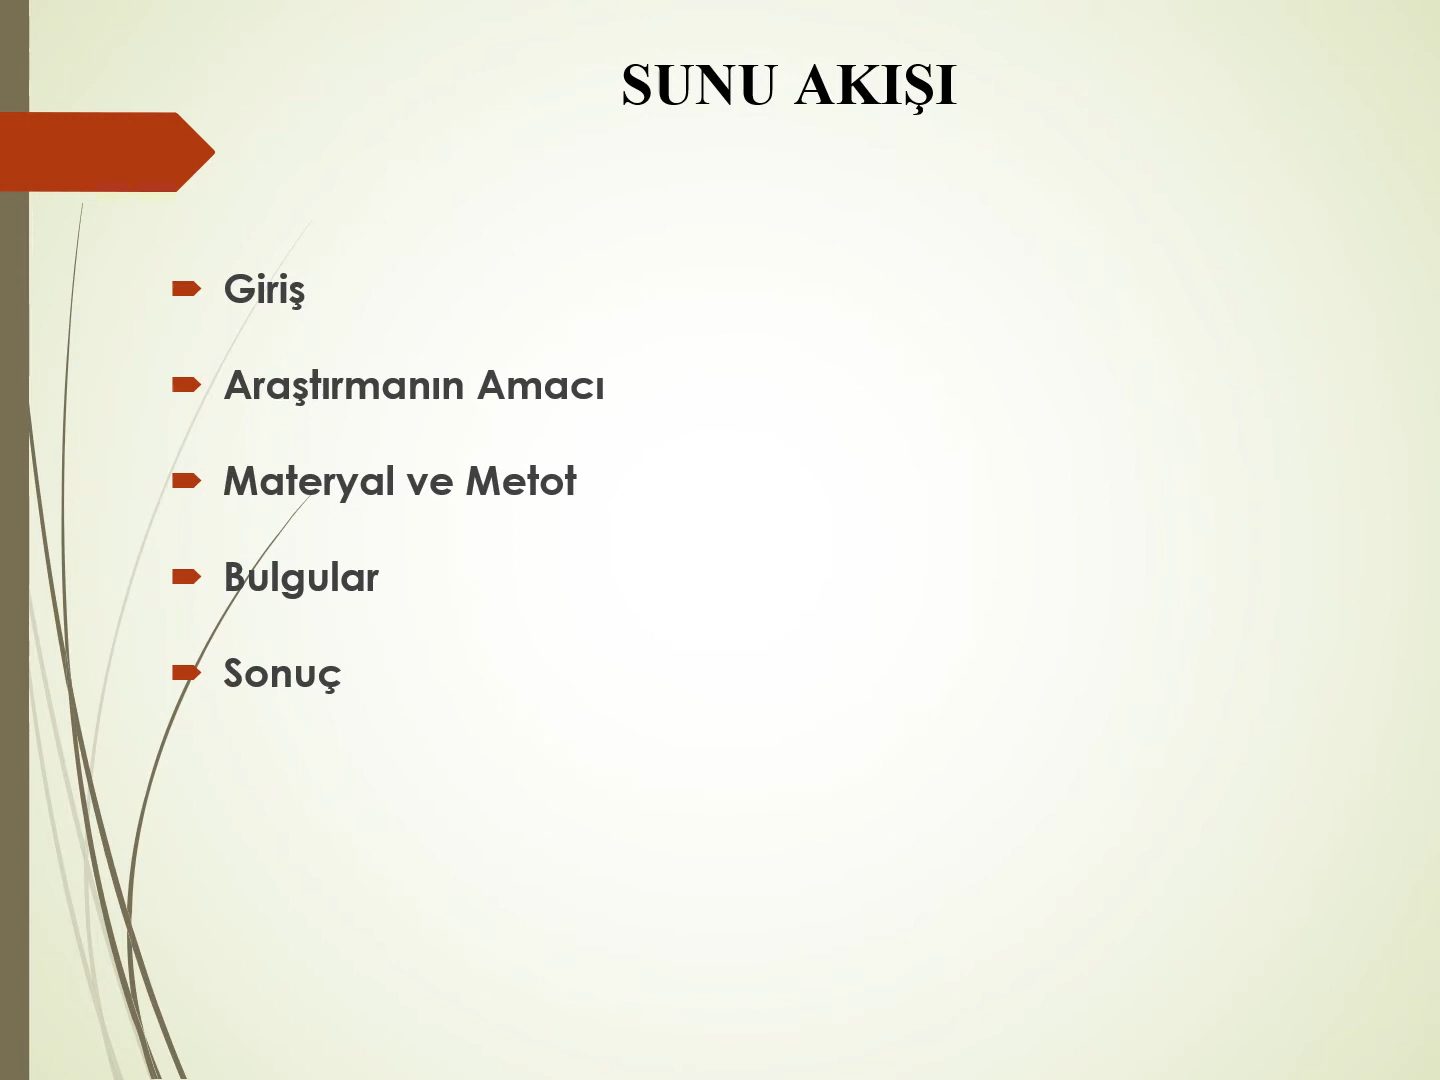 SUNU AKIŞI
Giriş
Araştırmanın Amacı
Materyal ve Metot
Bulgular
Sonuç